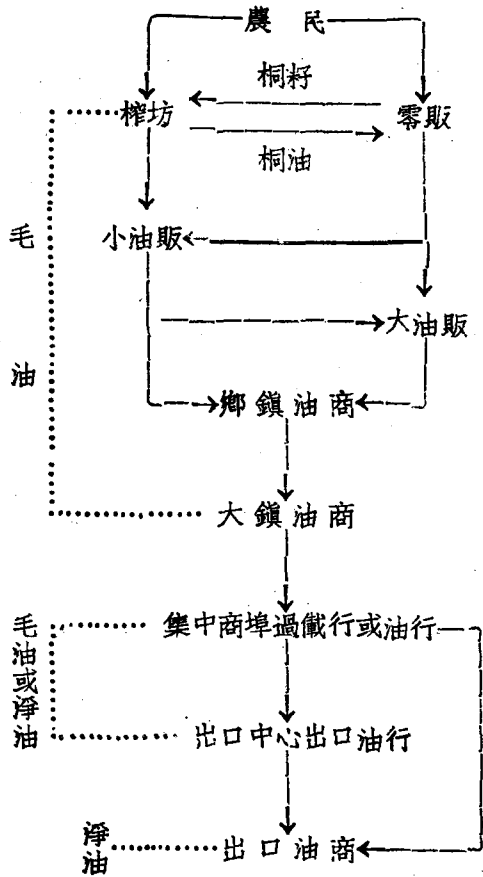 農民
桐籽
榨坊
零販
桐油
毛油
小油販
大油販
鄉鎮油商
大鎮油商
毛油或淨油
集中商埠過儎行或油行
出口中心出口油行
淨油
出口油商